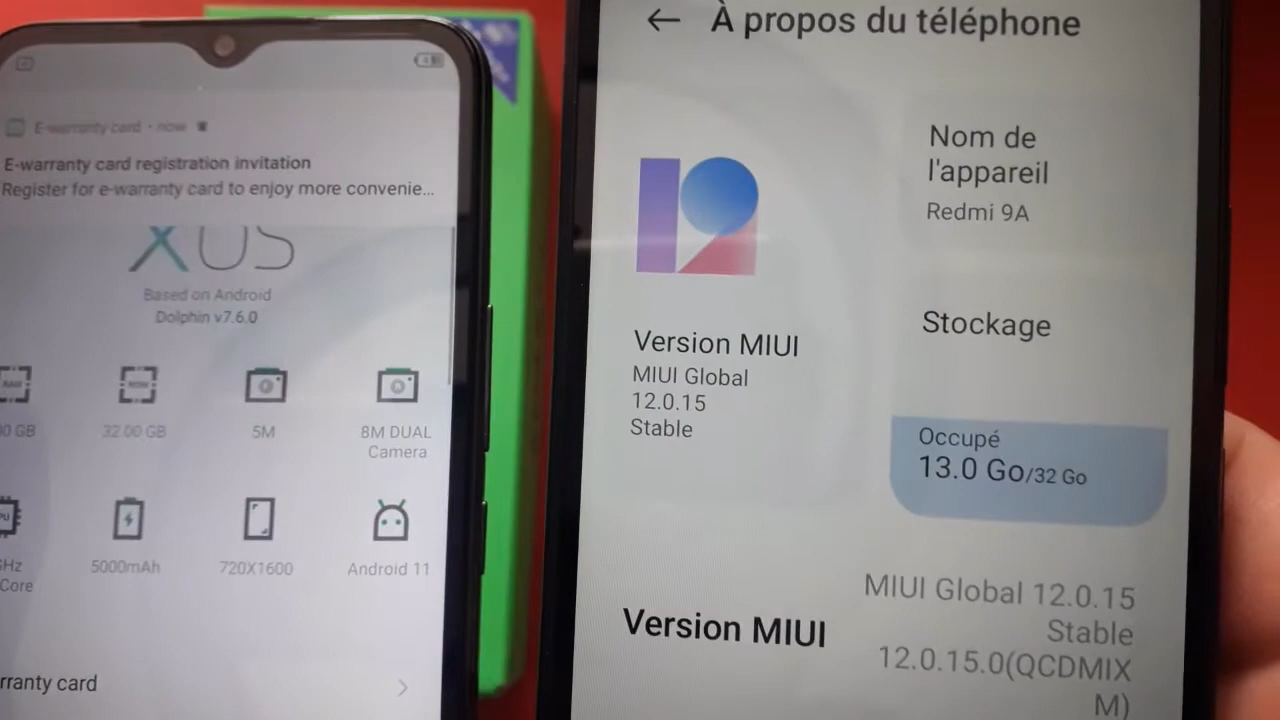 E-warranty card • now
E-warranty card registration invitation
Register for e-warranty card to enjoy more convenie...
XOS
Based on Android
Dolphin v7.6.0
0 GB
32.00 GB
5M
8M DUAL
Camera
Hz
Core
5000mAh
720X1600
Android 11
rranty card
← À propos du téléphone
Nom de
l'appareil
Redmi 9A
Version MIUI
MIUI Global
12.0.15
Stable
Stockage
Occupé
13.0 Go/32 Go
Version MIUI
MIUI Global 12.0.15
Stable
12.0.15.0(QCDMIX
M)